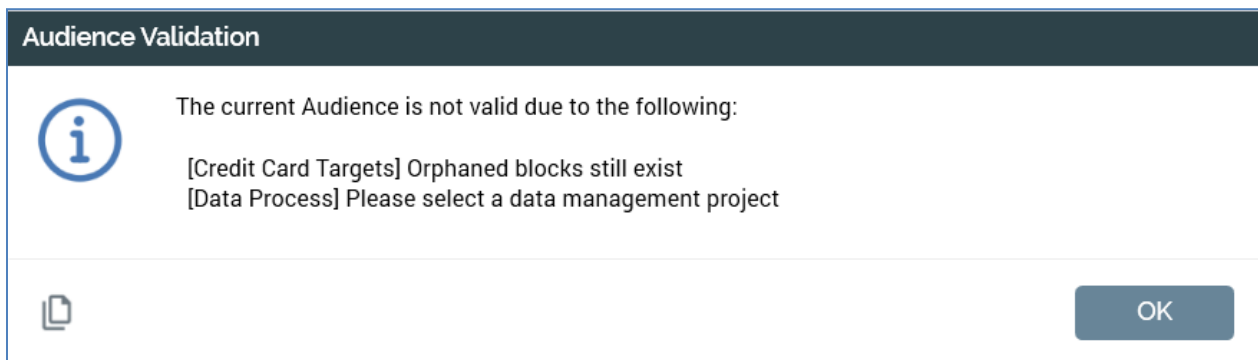 Audience Validation
The current Audience is not valid due to the following:
[Credit Card Targets] Orphaned blocks still exist
[Data Process] Please select a data management project
OK